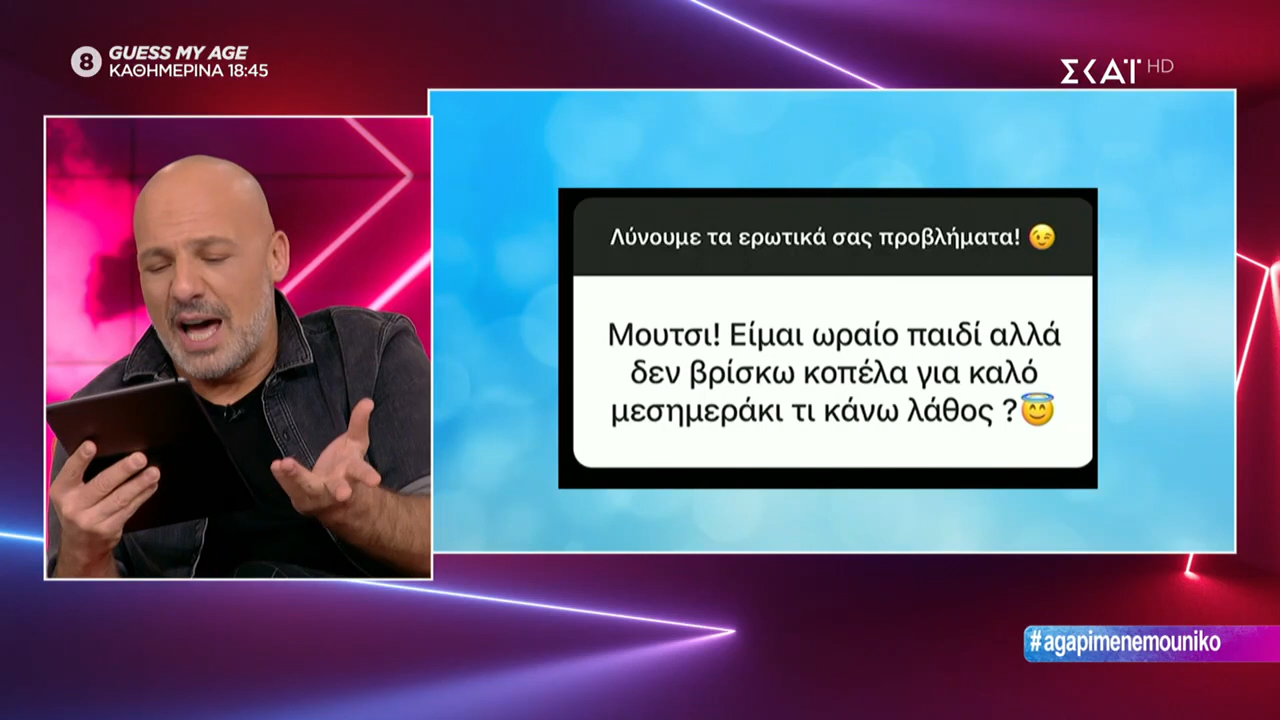 8 GUESS MY AGE
ΚΑΘΗΜΕΡΙΝΑ 18:45
ΣΚΑΪ HD
Λύνουμε τα ερωτικά σας προβλήματα! 😉
Μουτσι! Είμαι ωραίο παιδί αλλά
δεν βρίσκω κοπέλα για καλό
μεσημεράκι τι κάνω λάθος ?😇
#agapimenemouniko